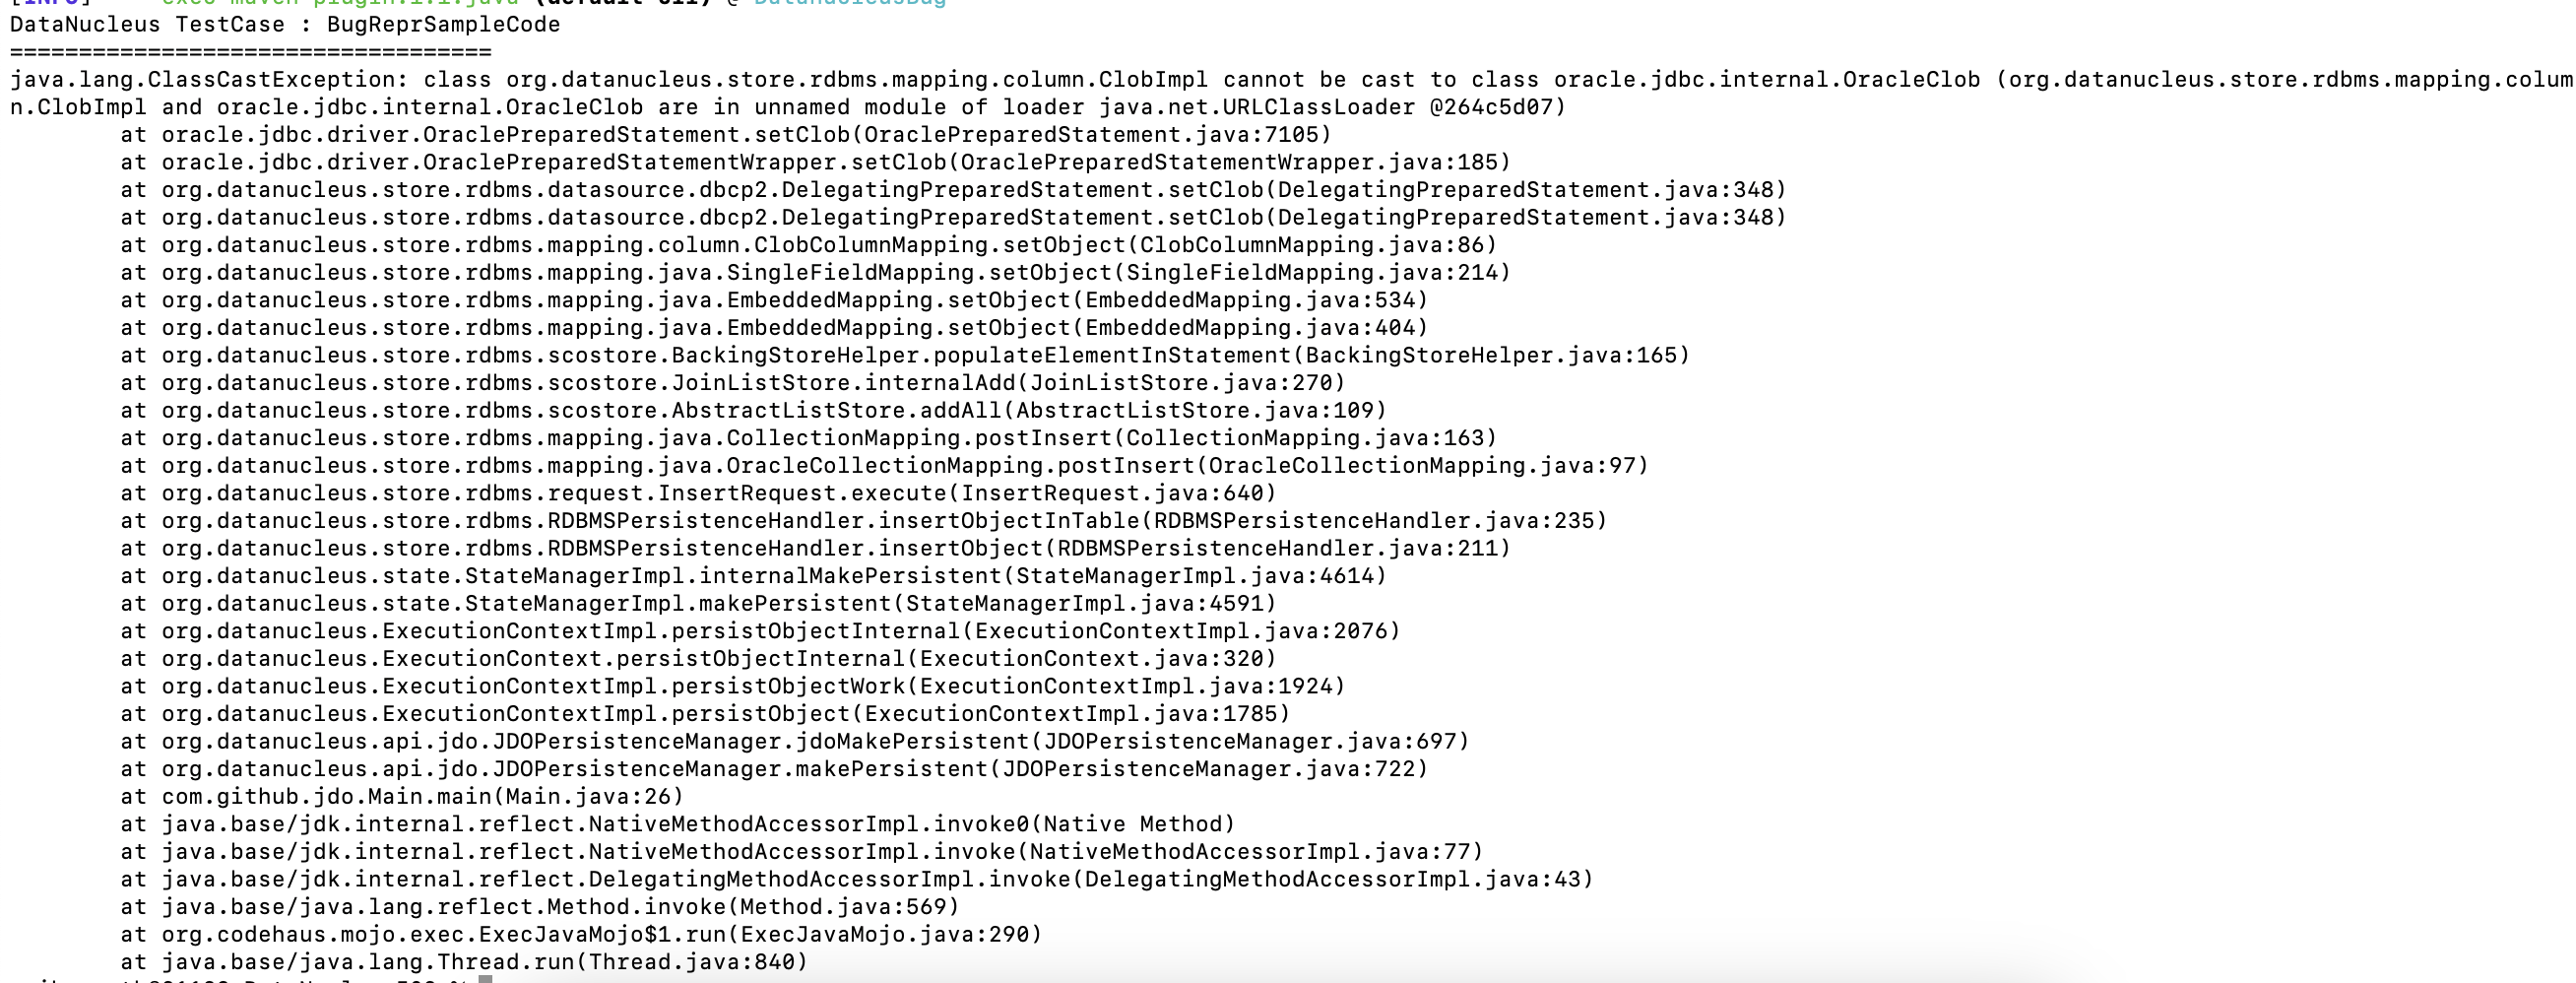 DataNucleus TestCase : BugReprSampleCode
===================================
java.lang.ClassCastException: class org.datanucleus.store.rdbms.mapping.column.ClobImpl cannot be cast to class oracle.jdbc.internal.OracleClob (org.datanucleus.store.rdbms.mapping.colum
n.ClobImpl and oracle.jdbc.internal.OracleClob are in unnamed module of loader java.net.URLClassLoader @264c5d07)
at oracle.jdbc.driver.OraclePreparedStatement.setClob(OraclePreparedStatement.java:7105)
at oracle.jdbc.driver.OraclePreparedStatementWrapper.setClob(OraclePreparedStatementWrapper.java:185)
at org.datanucleus.store.rdbms.datasource.dbcp2.DelegatingPreparedStatement.setClob(DelegatingPreparedStatement.java:348)
at org.datanucleus.store.rdbms.datasource.dbcp2.DelegatingPreparedStatement.setClob(DelegatingPreparedStatement.java:348)
at org.datanucleus.store.rdbms.mapping.column.ClobColumnMapping.setObject(ClobColumnMapping.java:86)
at org.datanucleus.store.rdbms.mapping.java.SingleFieldMapping.setObject(SingleFieldMapping.java:214)
at org.datanucleus.store.rdbms.mapping.java.EmbeddedMapping.setObject(EmbeddedMapping.java:534)
at org.datanucleus.store.rdbms.mapping.java.EmbeddedMapping.setObject(EmbeddedMapping.java:404)
at org.datanucleus.store.rdbms.scostore.BackingStoreHelper.populateElementInStatement(BackingStoreHelper.java:165)
at org.datanucleus.store.rdbms.scostore.JoinListStore.internalAdd(JoinListStore.java:270)
at org.datanucleus.store.rdbms.scostore.AbstractListStore.addAll(AbstractListStore.java:109)
at org.datanucleus.store.rdbms.mapping.java.CollectionMapping.postInsert(CollectionMapping.java:163)
at org.datanucleus.store.rdbms.mapping.java.OracleCollectionMapping.postInsert(OracleCollectionMapping.java:97)
at org.datanucleus.store.rdbms.request.InsertRequest.execute(InsertRequest.java:640)
at org.datanucleus.store.rdbms.RDBMSPersistenceHandler.insertObjectInTable(RDBMSPersistenceHandler.java:235)
at org.datanucleus.store.rdbms.RDBMSPersistenceHandler.insertObject(RDBMSPersistenceHandler.java:211)
at org.datanucleus.state.StateManagerImpl.internalMakePersistent(StateManagerImpl.java:4614)
at org.datanucleus.state.StateManagerImpl.makePersistent(StateManagerImpl.java:4591)
at org.datanucleus.ExecutionContextImpl.persistObjectInternal(ExecutionContextImpl.java:2076)
at org.datanucleus.ExecutionContext.persistObjectInternal(ExecutionContext.java:320)
at org.datanucleus.ExecutionContextImpl.persistObjectWork(ExecutionContextImpl.java:1924)
at org.datanucleus.ExecutionContextImpl.persistObject(ExecutionContextImpl.java:1785)
at org.datanucleus.api.jdo.JDOPersistenceManager.jdoMakePersistent(JDOPersistenceManager.java:697)
at org.datanucleus.api.jdo.JDOPersistenceManager.makePersistent(JDOPersistenceManager.java:722)
at com.github.jdo.Main.main(Main.java:26)
at java.base/jdk.internal.reflect.NativeMethodAccessorImpl.invoke0(Native Method)
at java.base/jdk.internal.reflect.NativeMethodAccessorImpl.invoke(NativeMethodAccessorImpl.java:77)
at java.base/jdk.internal.reflect.DelegatingMethodAccessorImpl.invoke(DelegatingMethodAccessorImpl.java:43)
at java.base/java.lang.reflect.Method.invoke(Method.java:569)
at org.codehaus.mojo.exec.ExecJavaMojo$1.run(ExecJavaMojo.java:290)
at java.base/java.lang.Thread.run(Thread.java:840)